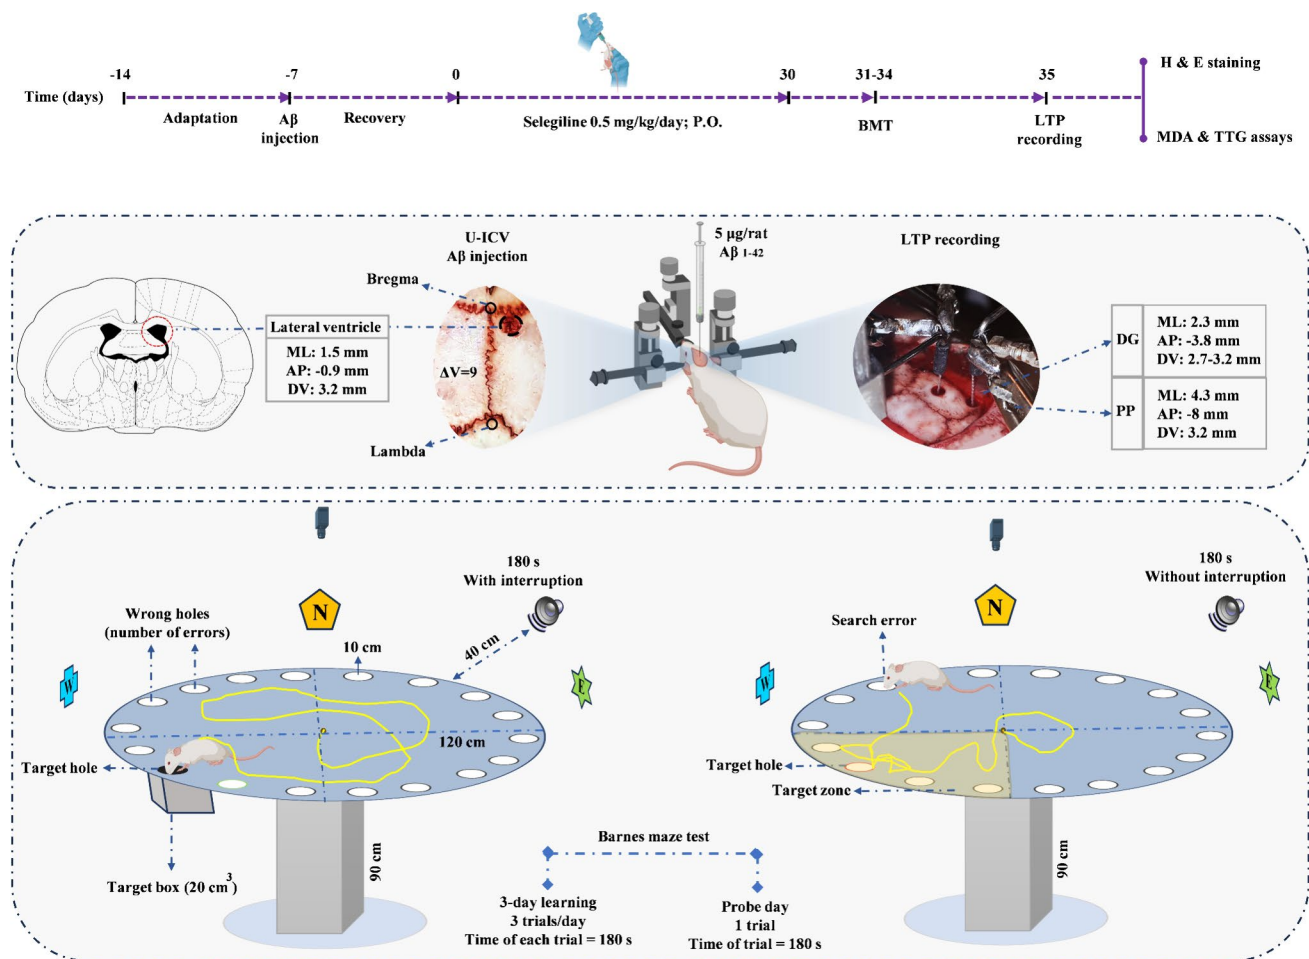 -14
-7
0
30
31-34
35
H & E staining
Time (days)
Adaptation
Aβ
injection
Recovery
Selegiline 0.5 mg/kg/day; P.O.
BMT
LTP
recording
MDA & TTG assays
U-ICV
Aβ injection
5 µg/rat
Aβ 1-42
LTP recording
Bregma
Lateral ventricle
ML: 1.5 mm
AP: -0.9 mm
DV: 3.2 mm
ΔV=9
Lambda
DG
ML: 2.3 mm
AP: -3.8 mm
DV: 2.7-3.2 mm
PP
ML: 4.3 mm
AP: -8 mm
DV: 3.2 mm
180 s
With interruption
Wrong holes
(number of errors)
N
10 cm
40 cm
W
E
120 cm
Target hole
Target box (20 cm3)
90 cm
180 s
Without interruption
Search error
N
W
E
Target hole
Target zone
90 cm
Barnes maze test
3-day learning
3 trials/day
Time of each trial = 180 s
Probe day
1 trial
Time of trial = 180 s